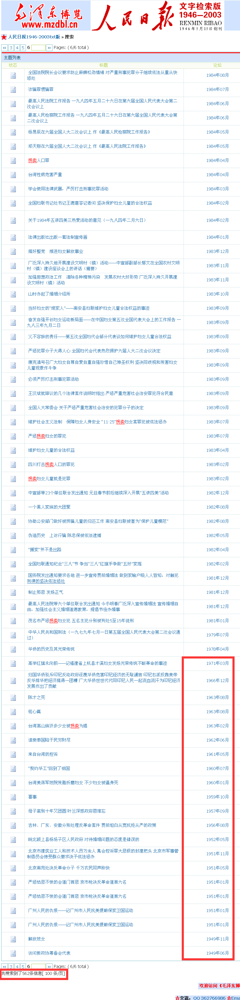 毛泽东博览
www.mzdbl.cn
人民日报
文字检索版
1946-2003
RENMIN RIBAO
1946年5月15日创刊
人民日报1946-2003txt版 » 搜索
‹‹ 3 4 5 6 ›› Pages: ( 6/6 total )
主题列表
状态 标题 论坛
全国法院院长会议要求防止麻痹松劲情绪 对严重刑事犯罪分子继续依法从重从快
惩处 1984年08月
诈骗罪惯骗罪 1984年07月
最高人民法院工作报告 一九八四年五月二十六日在第六届全国人民代表大会第二
次会议上 1984年06月
最高人民检察院工作报告 一九八四年五月二十六日在第六届全国人民代表大会第
二次会议上 1984年06月
杨易辰在六届全国人大二次会议上 作《最高人民检察院工作报告》 1984年05月
郑天翔在六届全国人大二次会议上 作《最高人民法院工作报告》 1984年05月
拐卖人口罪 1984年04月
台湾性病危害严重 1984年04月
学会使用法律武器，严厉打击刑事犯罪活动 1984年03月
全国妇联书记处书记王德意答记者问 坚决保护妇女儿童的合法权益 1984年02月
关于1984年五讲四美三热爱活动的意见（一九八四年二月六日） 1984年02月
法律出版社出版一套法制宣传画 1984年01月
搞好整党　推进妇女解放事业 1983年12月
广泛深入持久地开展建设文明村（镇）活动——中宣部副部长郁文在全国农村文明
村（镇）建设座谈会上的讲话（摘要） 1983年11月
加强思想政治工作　清除各种精神污染　发展农村大好形势 广泛深入持久开展建
设文明村（镇）活动 1983年11月
山村办起了婚姻介绍所 1983年10月
当好妇女的“娘家人”——南安县妇联维护妇女儿童合法权益的事迹 1983年09月
奋发自强开创妇女运动新局面——在中国妇女第五次全国代表大会上的工作报告 一
九八三年九月二日 1983年09月
义不容辞的责任——第五次全国妇代会部分代表谈如何维护妇女儿童合法权益 1983年09月
严惩犯罪分子大得人心 全国妇代会代表热烈拥护六届人大二次会议决定 1983年09月
康克清号召广大妇女自尊自爱自重自强珍惜自己神圣权利 坚决同歧视和残害妇女
儿童现象作斗争 1983年09月
必须严厉打击刑事犯罪活动 1983年09月
王汉斌就审议的几个法律案作说明时指出 严惩严重危害社会治安罪犯符合民意 1983年09月
全国人大常委会 关于严惩严重危害社会治安的犯罪分子的决定 1983年09月
维护社会主义法制　保障妇女人身安全 “11·25”拐卖妇女案罪犯被依法惩办 1983年07月
严惩拐卖妇女的罪犯 1983年07月
维护妇女儿童的合法权益 1983年04月
四川打击拐卖人口的罪犯 1983年02月
拐卖妇女儿童就是犯罪 1983年02月
中宣部等23个单位联合发出通知 元旦春节前后继续深入开展“五讲四美”活动 1982年12月
一个黑人家族的大团聚 1982年08月
协助公安部门做好被拐骗儿童的归还工作 南安县妇联被誉为“保护儿童模范” 1982年08月
伪造历史　上访行骗 陈忠保被依法逮捕 1982年05月
“搬家”并不是出路 1982年04月
全国妇联通知纪念“三八”节 争当“三八”红旗手争做“五好”家庭 1982年02月
国务院发出通知要求各地 进一步宣传贯彻婚姻法 做到家喻户晓人人皆知，对触犯
刑律的坚决依法惩处 1981年12月
制止邪恶 发扬正气 1981年12月
最高人民法院等六个单位联合发出通知 今冬明春广泛深入宣传婚姻法 宣传婚姻自
由，加强社会主义婚姻道德教育，提倡节俭办婚事 1981年12月
茂名市严惩拐卖妇女犯 五名主犯分别被判处5至15年徒刑 1981年01月
中华人民共和国刑法（一九七九年七月一日第五届全国人民代表大会第二次会议通
过） 1979年07月
华侨的历史及其光荣传统 1978年04月
高举红旗永向前——记福建省上杭县才溪妇女发扬光荣传统不断革命的事迹 1971年03月
归国华侨驳斥印尼反动政府诬蔑华侨危害印尼经济的无耻谰言 印尼右派投靠美帝
反华排华把经济搞得一团糟 广大华侨世世代代同印尼人民一起流血流汗为印尼经济
发展作出了贡献 1966年12月
陈才之死 1963年08月
铭心篇 1963年08月
台湾高山族许多少女被拐卖为娼 1963年02月
谁使泰国陷于民穷财尽 1962年06月
来自台湾的控诉 1961年05月
“契约华工”回到了祖国 1960年07月
台湾美蒋军妓院残酷折磨妇女 不少妇女被逼身死 1960年01月
喜事 1959年10月
母子离别十年又团圆 叶兰深感政府恩难忘 1957年09月
吉林、广东、安徽分别处理反革命案件 贯彻坦白从宽抗拒从严的政策 1956年08月
皖北颍上县杨场子区人民政府 对待婚姻问题的态度是错误的 1952年05月
北京市建筑业工人和技术人员万余人 集会控诉罪大恶极的封建把头 北京市军事管
制委员会接受群众要求决予依法惩办 1951年11月
北京南苑处决反革命分子 千万农民同声称快 1951年05月
严惩怙恶不悛的会道门首恶 京市枪决反革命道首六名 1951年01月
严惩怙恶不悛的会道门首恶 京市枪决反革命道首六名 1951年01月
广州人民的仇恨——记广州市人民抗美援朝保家卫国运动 1951年01月
广州人民的仇恨——记广州市人民抗美援朝保家卫国运动 1951年01月
解放妓女 1949年11月
访问新政协筹备会代表 1949年06月
‹‹ 3 4 5 6 ›› Pages: ( 6/6 total )
共搜索到了562条信息[ 100 条/页]
欢迎访问《毛泽东博
☆交流：QQ 362766986 ☆Ema